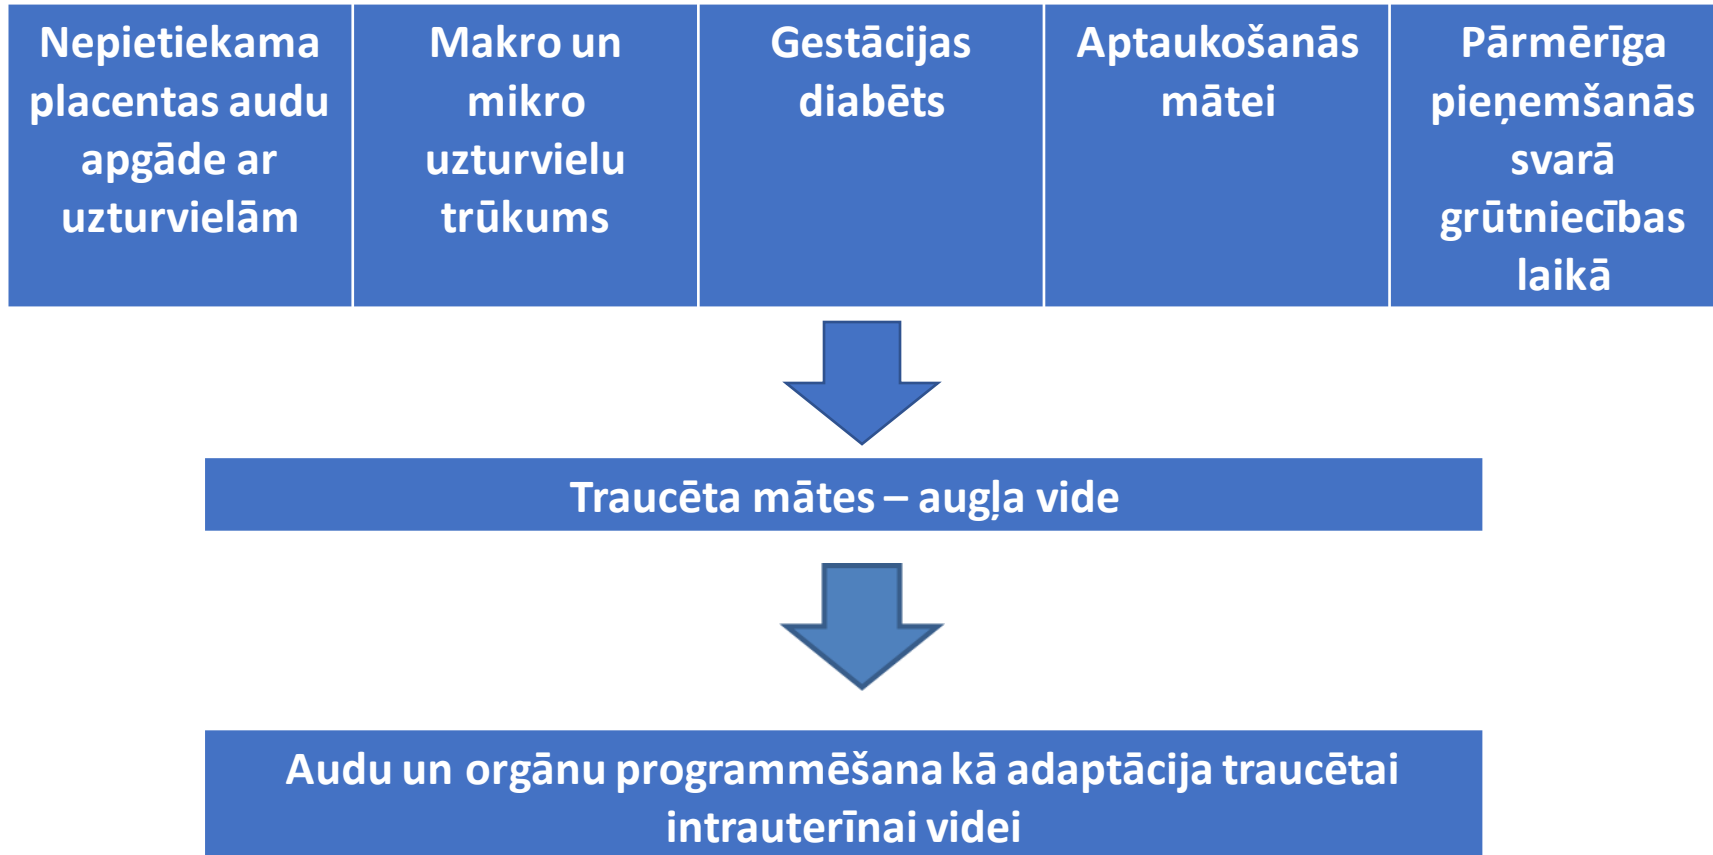 Nepietiekama
placentas audu
apgāde ar
uzturvielām
Makro un
mikro
uzturvielu
trūkums
Gestācijas
diabēts
Aptaukošanās
mātei
Pārmērīga
pieņemšanās
svarā
grūtniecības
laikā
Traucēta mātes – augļa vide
Audu un orgānu programmēšana kā adaptācija traucētai
intrauterīnai videi